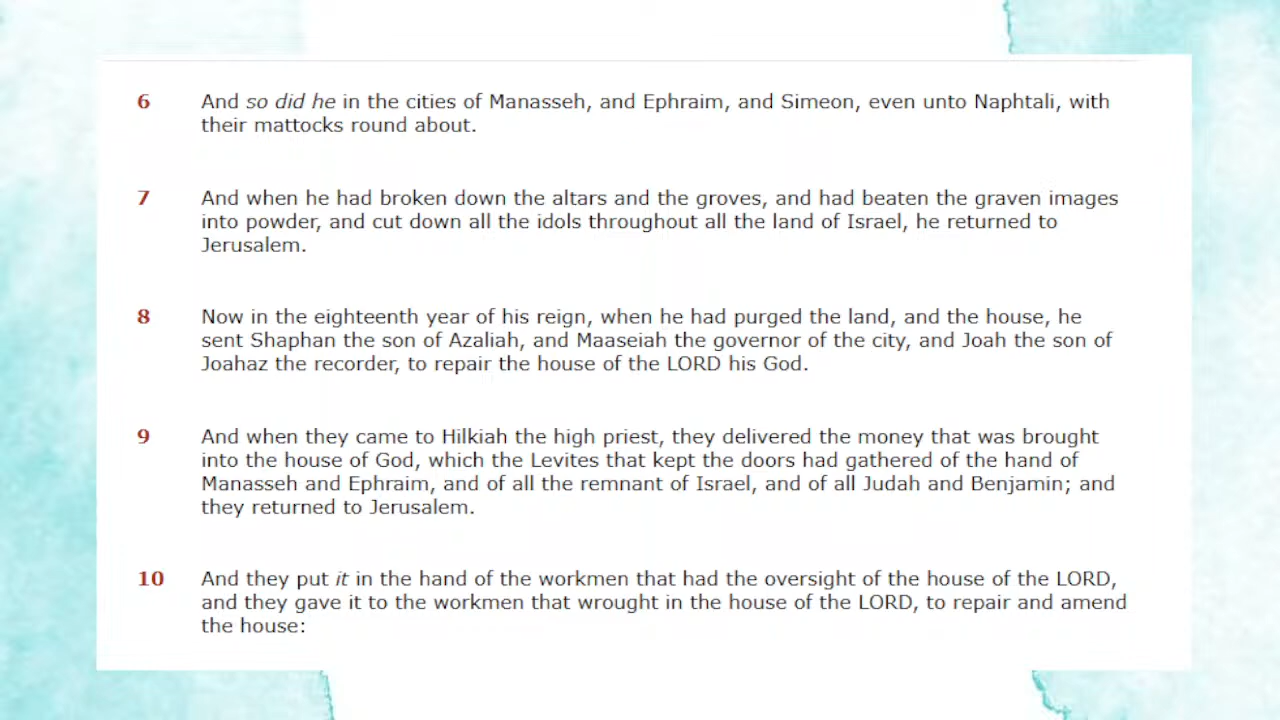 6 And so did he in the cities of Manasseh, and Ephraim, and Simeon, even unto Naphtali, with
their mattocks round about.
7 And when he had broken down the altars and the groves, and had beaten the graven images
into powder, and cut down all the idols throughout all the land of Israel, he returned to
Jerusalem.
8 Now in the eighteenth year of his reign, when he had purged the land, and the house, he
sent Shaphan the son of Azaliah, and Maaseiah the governor of the city, and Joah the son of
Joahaz the recorder, to repair the house of the LORD his God.
9 And when they came to Hilkiah the high priest, they delivered the money that was brought
into the house of God, which the Levites that kept the doors had gathered of the hand of
Manasseh and Ephraim, and of all the remnant of Israel, and of all Judah and Benjamin; and
they returned to Jerusalem.
10 And they put it in the hand of the workmen that had the oversight of the house of the LORD,
and they gave it to the workmen that wrought in the house of the LORD, to repair and amend
the house: